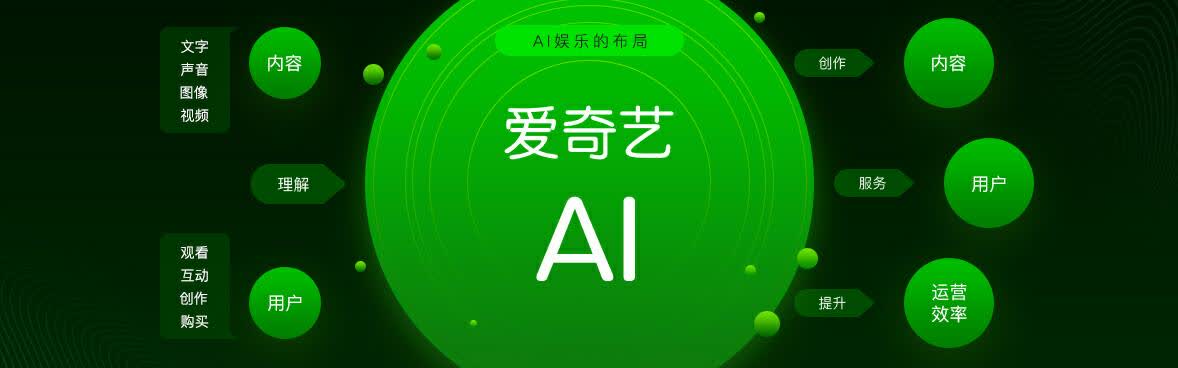 文字
声音
图像
视频
内容
理解
观看
互动
创作
购买
用户
AI娱乐的布局
爱奇艺
AI
创作
内容
服务
用户
提升
运营
效率